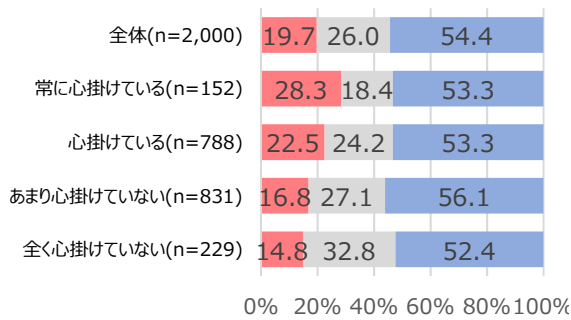 全体(n=2,000) 19.7 26.0 54.4
常に心掛けている(n=152) 28.3 18.4 53.3
心掛けている(n=788) 22.5 24.2 53.3
あまり心掛けていない(n=831) 16.8 27.1 56.1
全く心掛けていない(n=229) 14.8 32.8 52.4
0% 20% 40% 60% 80% 100%